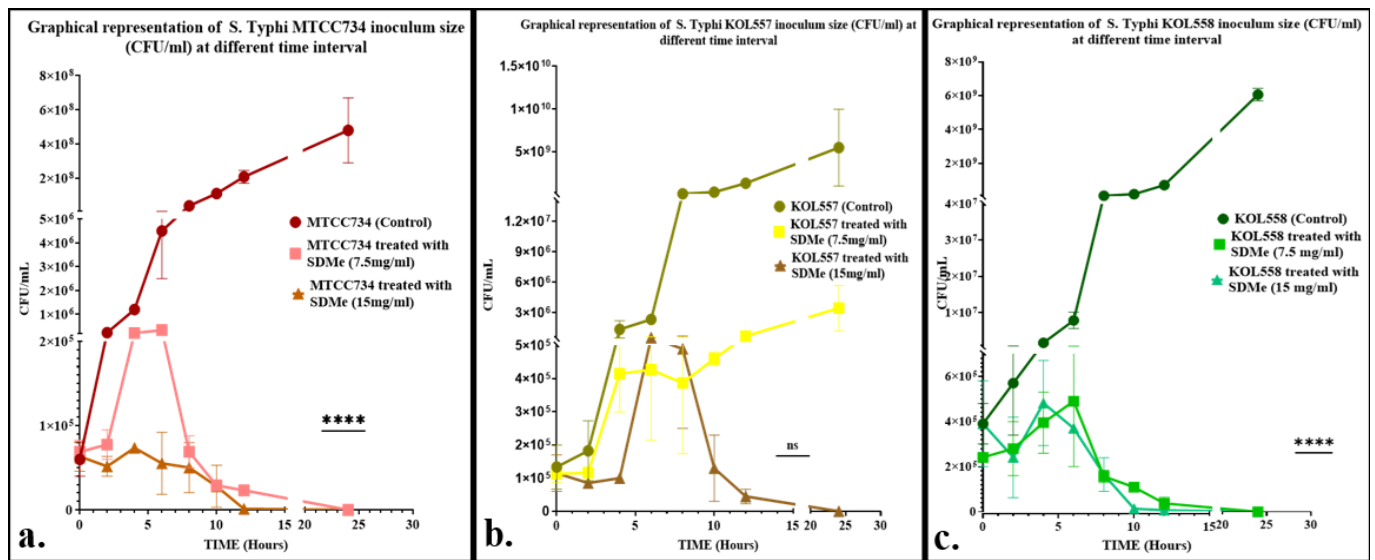 Graphical representation of S. Typhi MTCC734 inoculum size
(CFU/ml) at different time interval
8×10⁸
6×10⁸
4×10⁸
2×10⁸
5×10⁶
4×10⁶
3×10⁶
2×10⁶
1×10⁶
2×10⁵
1×10⁵
0
CFU/mL
MTCC734 (Control)
MTCC734 treated with
SDMe (7.5mg/ml)
MTCC734 treated with
SDMe (15mg/ml)
****
0 5 10 15 20 25 30
TIME (Hours)
a.
Graphical representation of S. Typhi KOL557 inoculum size (CFU/ml) at
different time interval
1.5×10¹⁰
1×10¹⁰
5×10⁹
1.2×10⁷
9×10⁶
6×10⁶
3×10⁶
5×10⁵
4×10⁵
3×10⁵
2×10⁵
1×10⁵
0
CFU/mL
KOL557 (Control)
KOL557 treated with
SDMe (7.5mg/ml)
KOL557 treated with
SDMe (15mg/ml)
ns
0 5 10 15 20 25 30
TIME (Hours)
b.
Graphical representation of S. Typhi KOL558 inoculum size (CFU/ml)
at different time interval
8×10⁹
6×10⁹
4×10⁹
2×10⁹
4×10⁷
3×10⁷
2×10⁷
1×10⁷
6×10⁵
4×10⁵
2×10⁵
0
CFU/mL
KOL558 (Control)
KOL558 treated with
SDMe (7.5 mg/ml)
KOL558 treated with
SDMe (15 mg/ml)
****
0 5 10 15 20 25 30
TIME (Hours)
c.